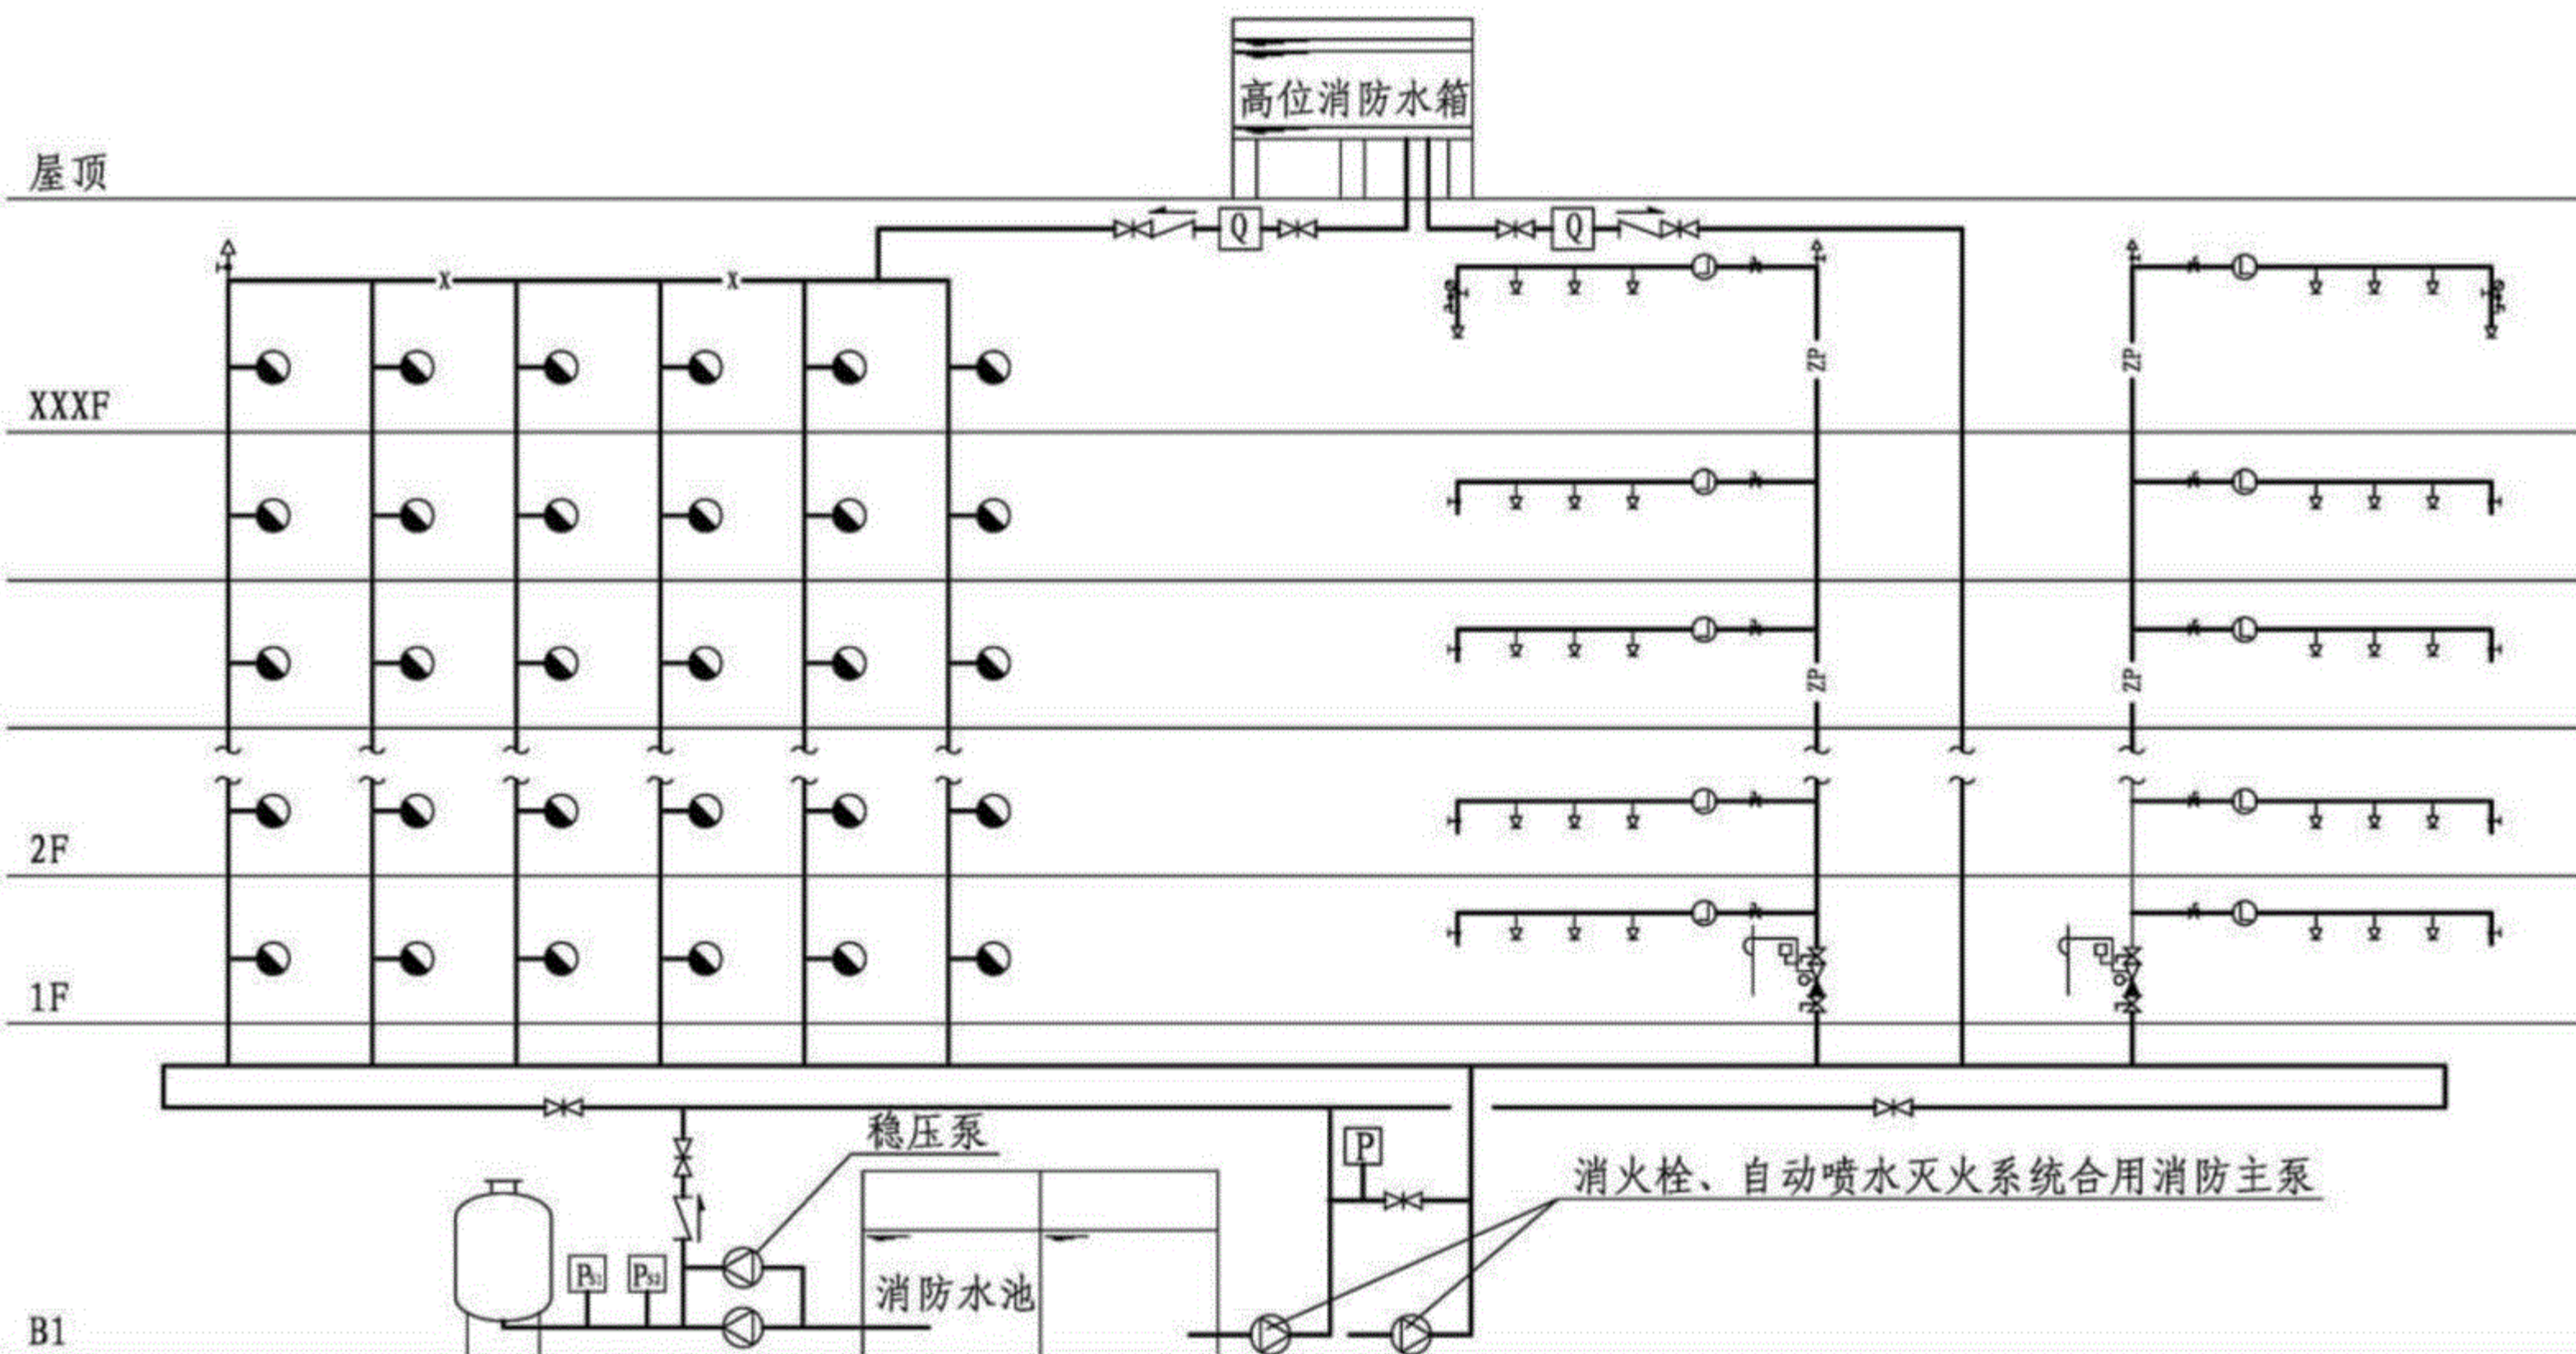 高位消防水箱
屋顶
Q
Q
X
X
ZP
ZP
XXXF
ZP
ZP
2F
1F
稳压泵
P
消火栓、自动喷水灭火系统合用消防主泵
PS1
PS2
消防水池
B1